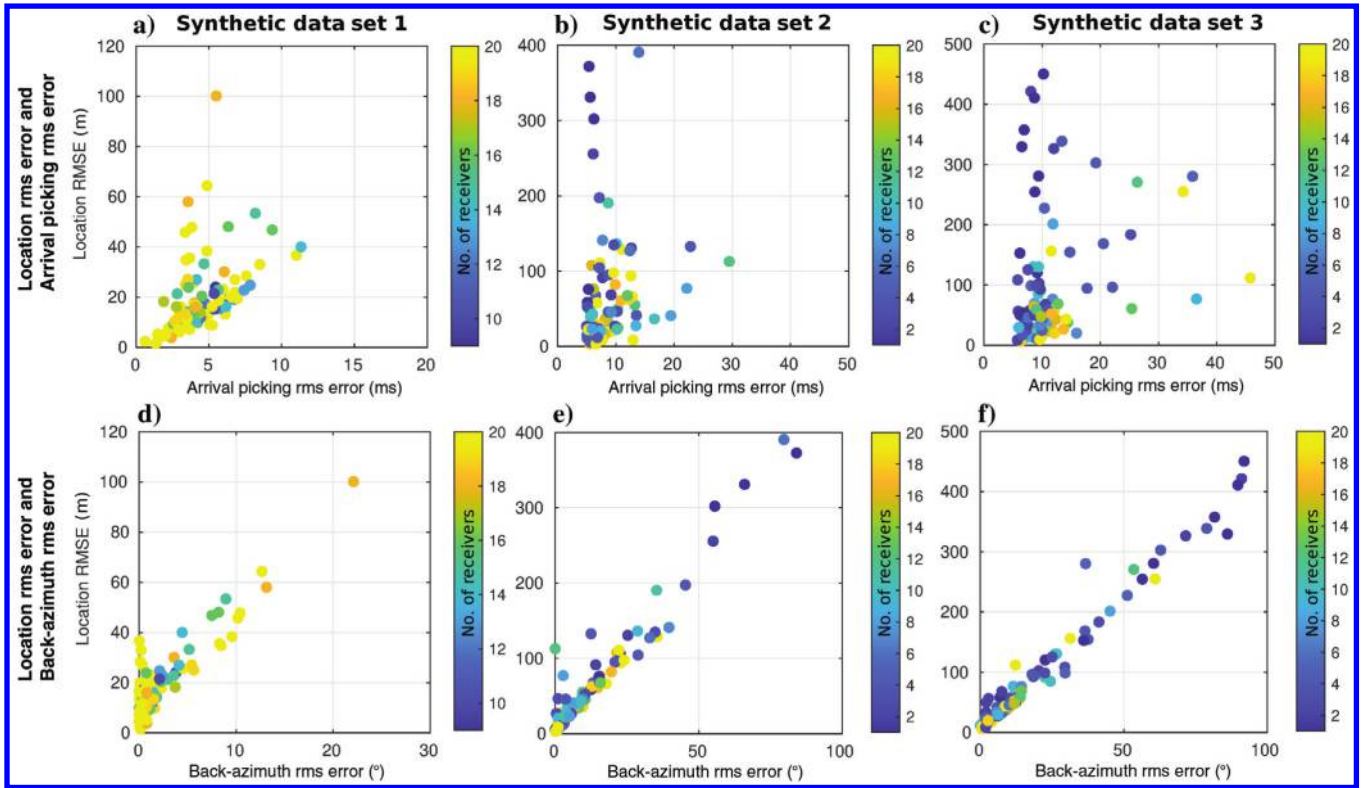 a) Synthetic data set 1
b) Synthetic data set 2
c) Synthetic data set 3
Location rms error and
Arrival picking rms error
Location RMSE (m)
120
100
80
60
40
20
0
0 5 10 15 20
Arrival picking rms error (ms)
No. of receivers
20
18
16
14
12
10
400
300
200
100
0
0 10 20 30 40
Arrival picking rms error (ms)
No. of receivers
20
18
16
14
12
10
8
6
4
2
500
400
300
200
100
0
0 10 20 30 40 50
Arrival picking rms error (ms)
No. of receivers
20
18
16
14
12
10
8
6
4
2
Location rms error and
Back-azimuth rms error
d)
Location RMSE (m)
120
100
80
60
40
20
0
0 10 20 30
Back-azimuth rms error (°)
No. of receivers
20
18
16
14
12
10
e)
400
300
200
100
0
0 50 100
Back-azimuth rms error (°)
No. of receivers
20
18
16
14
12
10
8
6
4
2
f)
500
400
300
200
100
0
0 50 100
Back-azimuth rms error (°)
No. of receivers
20
18
16
14
12
10
8
6
4
2